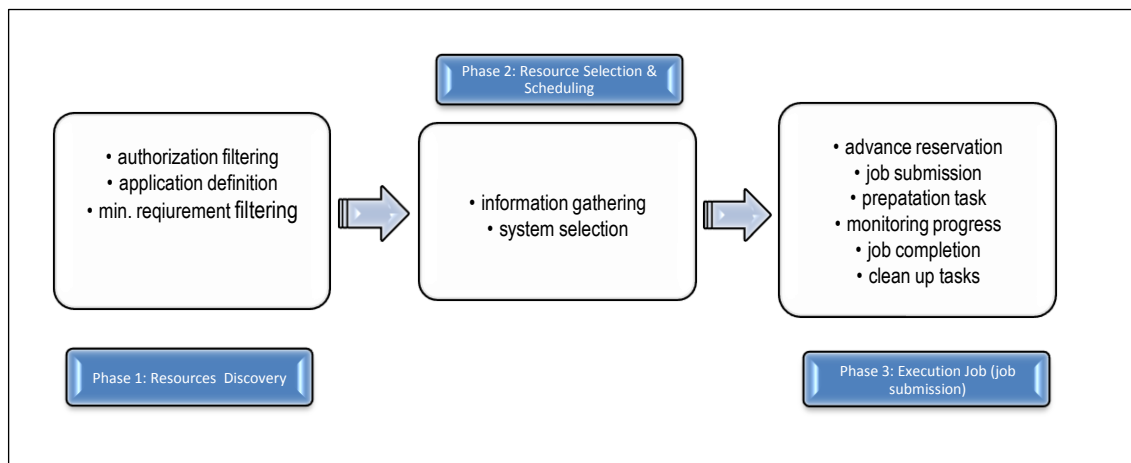 Phase 2: Resource Selection &
Scheduling
• authorization filtering
• application definition
• min. reqiurement filtering
• information gathering
• system selection
• advance reservation
• job submission
• prepatation task
• monitoring progress
• job completion
• clean up tasks
Phase 1: Resources  Discovery
Phase 3: Execution Job (job
submission)